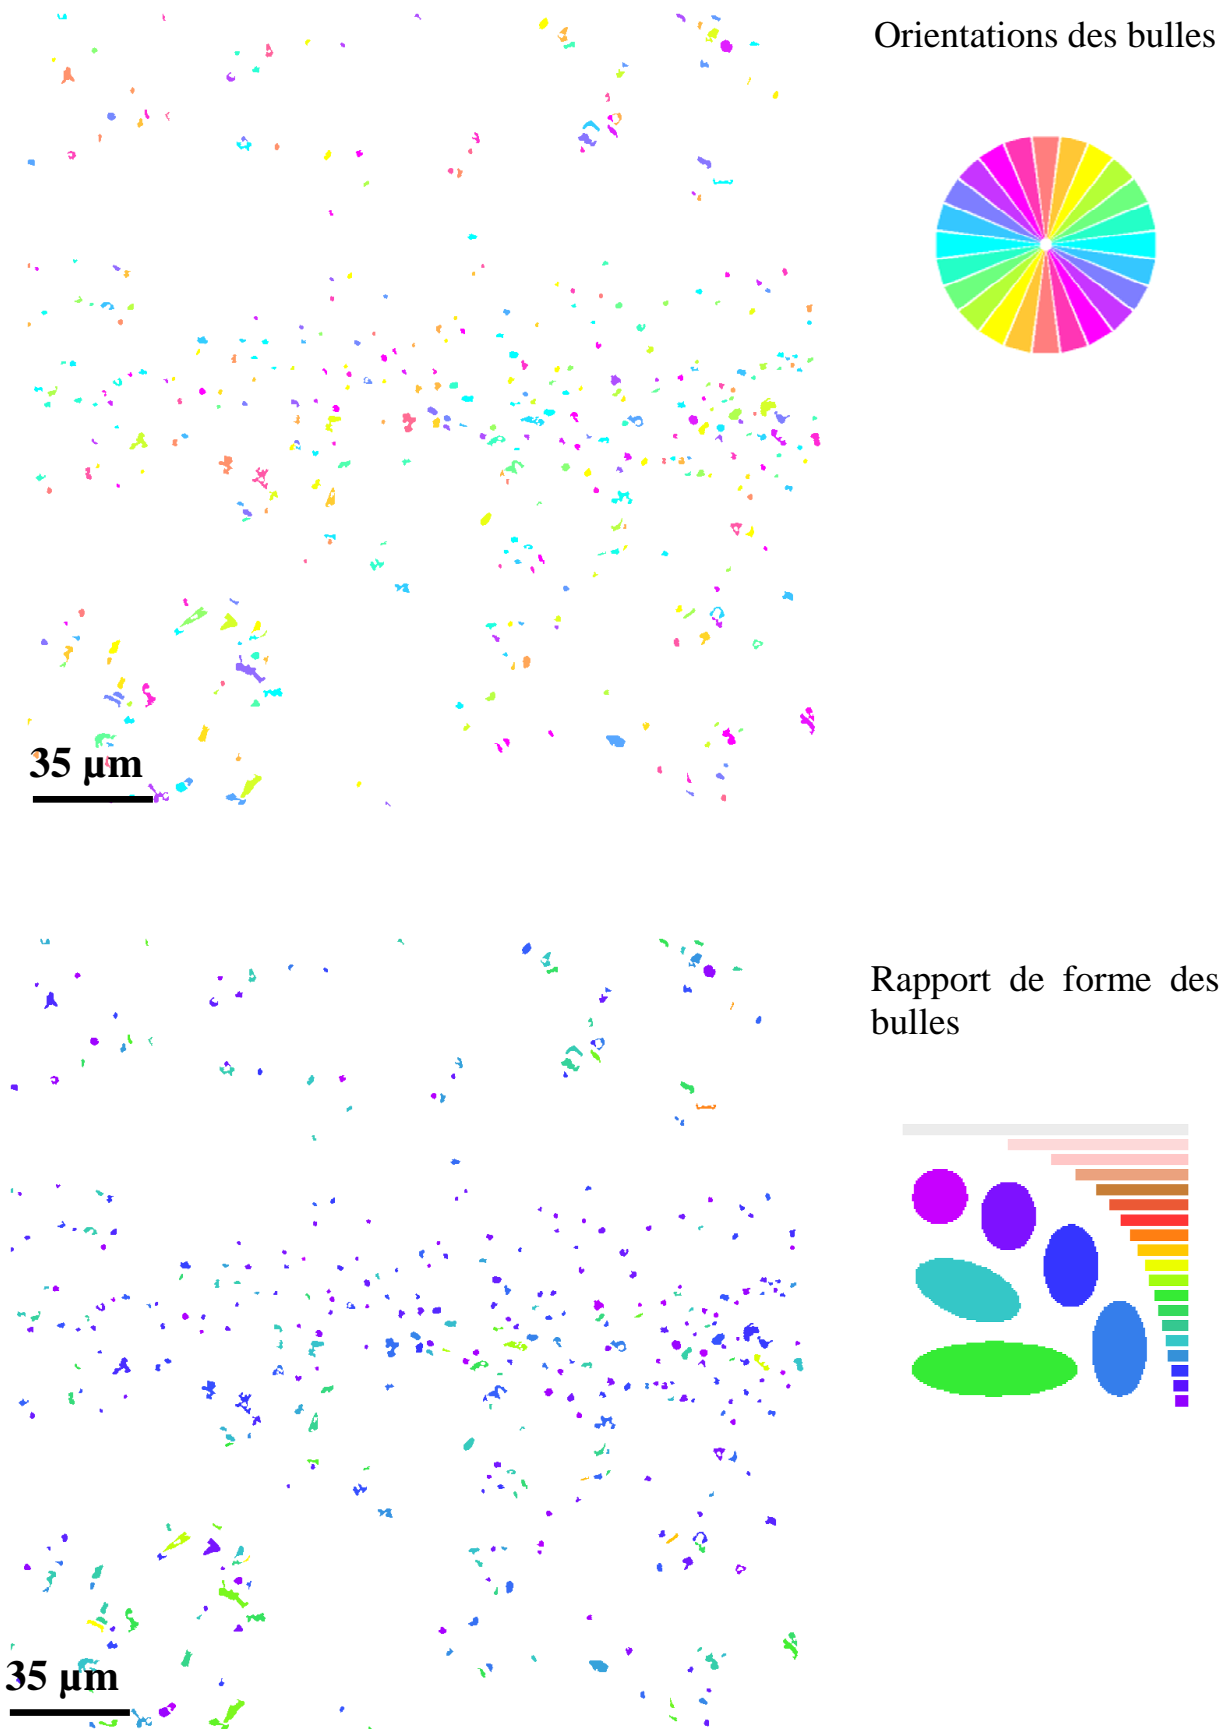 Orientations des bulles
35 μm
Rapport de forme des
bulles
35 μm